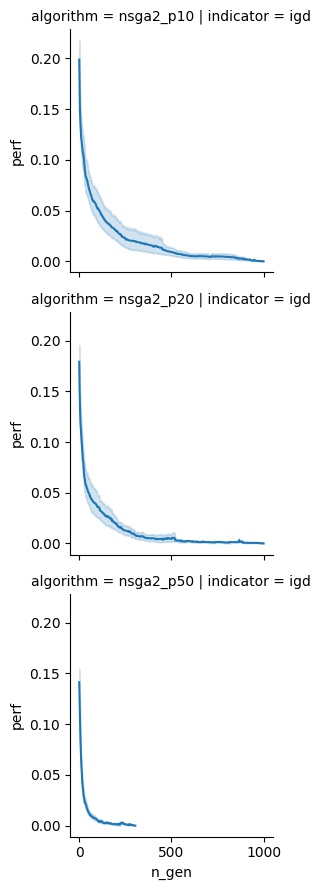 algorithm = nsga2_p10 | indicator = igd
0.20
0.15
0.10
0.05
0.00
perf
algorithm = nsga2_p20 | indicator = igd
0.20
0.15
0.10
0.05
0.00
perf
algorithm = nsga2_p50 | indicator = igd
0.20
0.15
0.10
0.05
0.00
perf
0 500 1000
n_gen